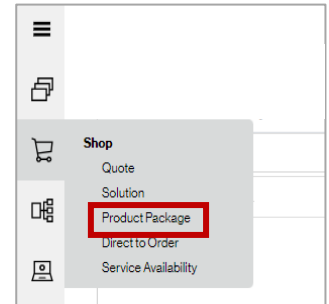 Shop
Quote
Solution
Product Package
Direct to Order
Service Availability